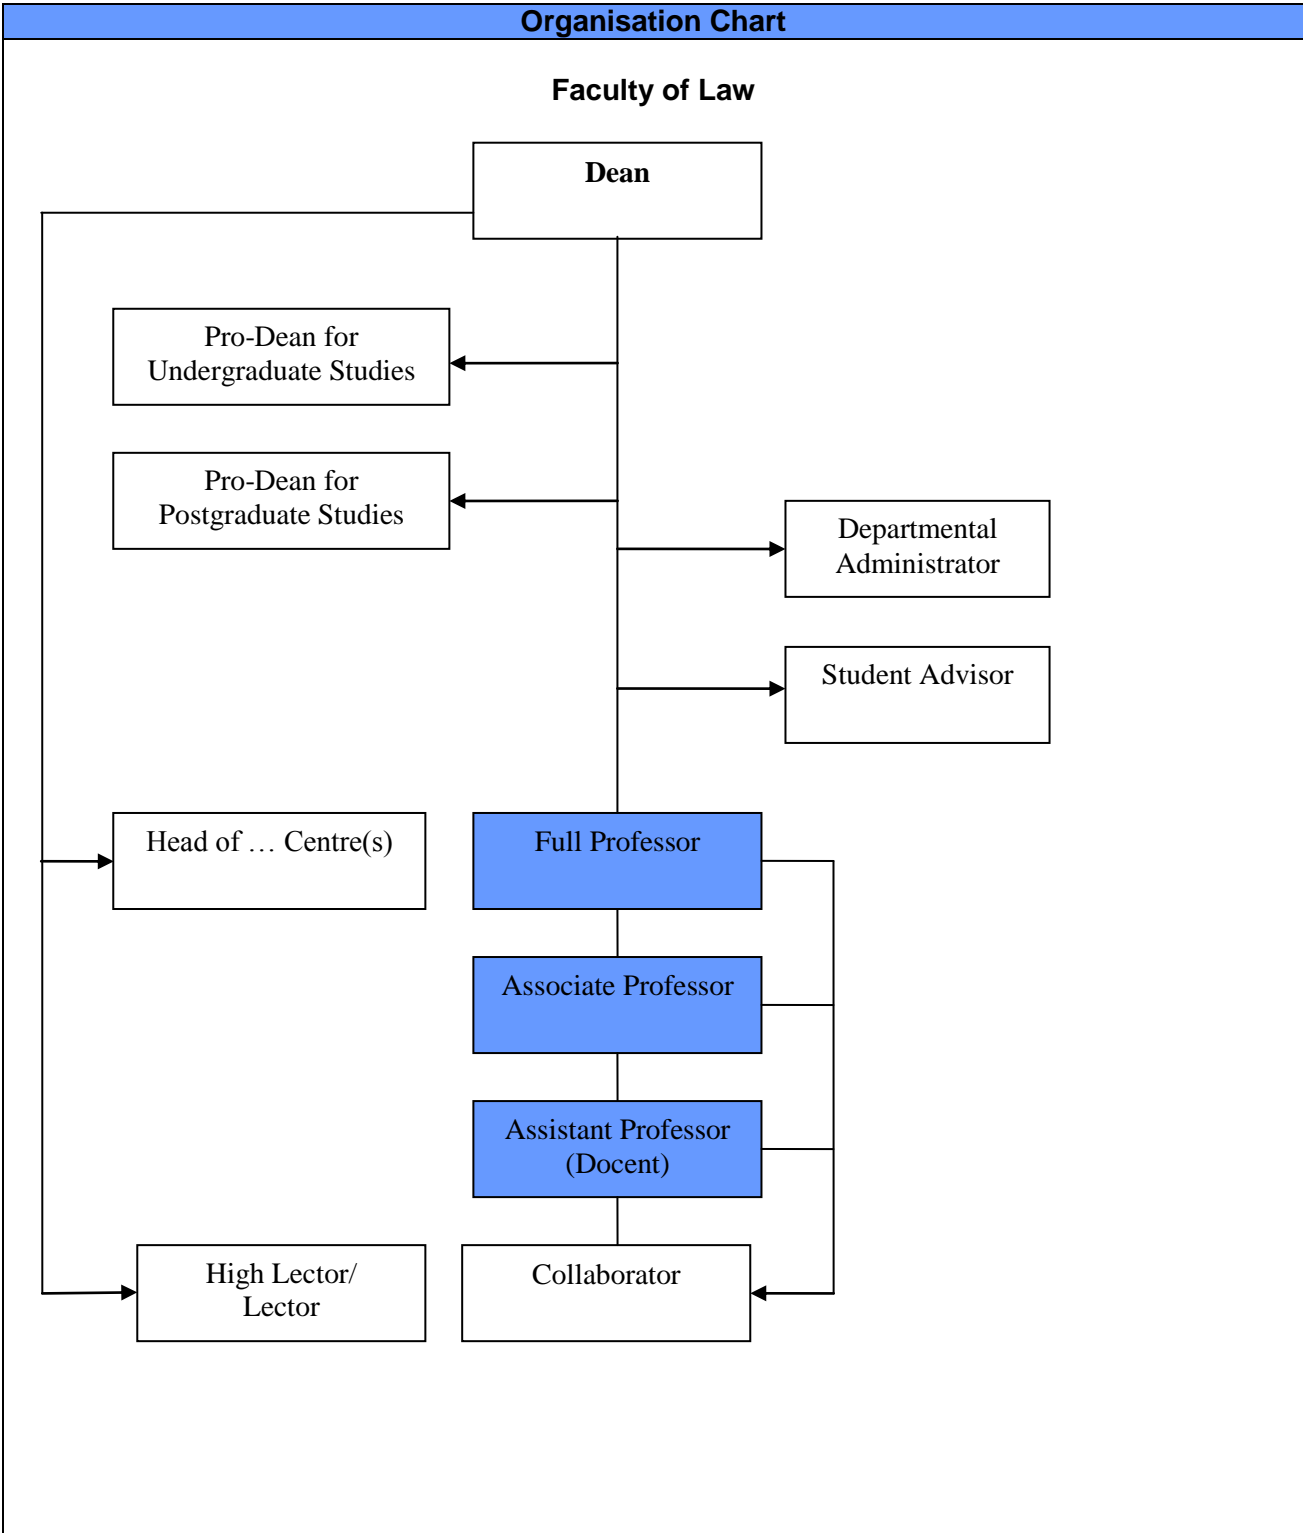 Organisation Chart
Faculty of Law
Dean
Pro-Dean for
Undergraduate Studies
Pro-Dean for
Postgraduate Studies
Departmental
Administrator
Student Advisor
Head of … Centre(s)
Full Professor
Associate Professor
Assistant Professor
(Docent)
High Lector/
Lector
Collaborator